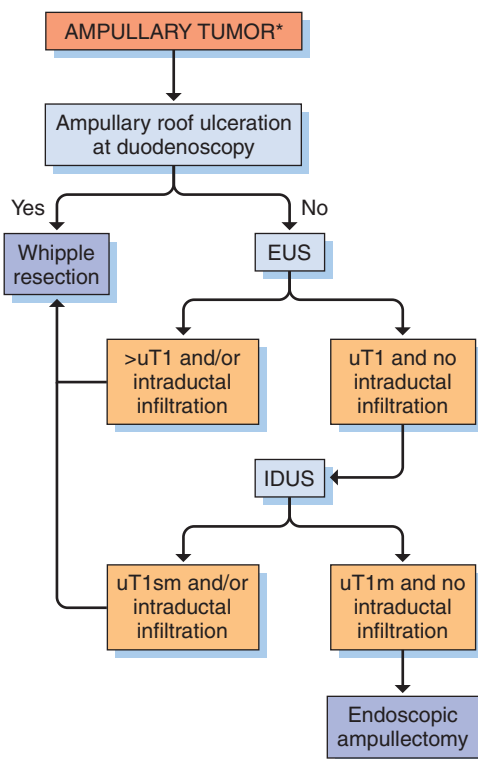 AMPULLARY TUMOR*
Ampullary roof ulceration
at duodenoscopy
Yes
No
Whipple
resection
EUS
>uT1 and/or
intraductal
infiltration
uT1 and no
intraductal
infiltration
IDUS
uT1sm and/or
intraductal
infiltration
uT1m and no
intraductal
infiltration
Endoscopic
ampullectomy